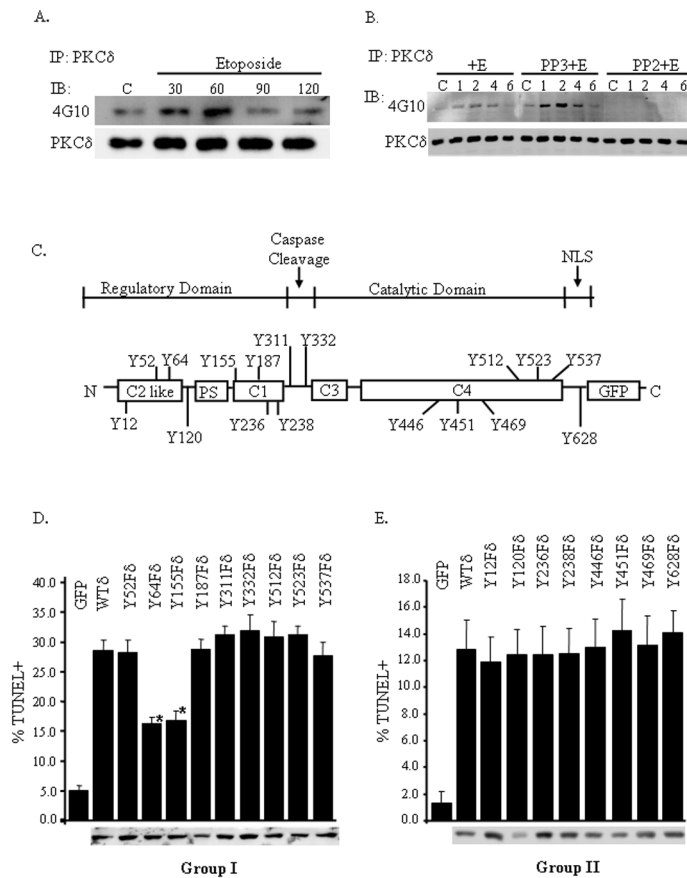 A.
IP: PKCδ
Etoposide
IB:
C 30 60 90 120
4G10
PKCδ
B.
IP: PKCδ
+E PP3+E PP2+E
C 1 2 4 6 C 1 2 4 6 C 1 2 4 6
IB:
4G10
PKCδ
C.
Caspase
Cleavage
NLS
Regulatory Domain
Catalytic Domain
Y311 Y332
Y52 Y64 Y155 Y187
Y512 Y523 Y537
N C2 like PS C1 C3 C4 GFP C
Y12 Y120 Y236 Y238
Y446 Y451 Y469 Y628
D.
GFP WTδ Y52Fδ Y64Fδ Y155Fδ Y187Fδ Y311Fδ Y332Fδ Y512Fδ Y523Fδ Y537Fδ
% TUNEL+
40.0
35.0
30.0
25.0
20.0
15.0
10.0
5.0
0.0
* *
Group I
E.
GFP WTδ Y12Fδ Y120Fδ Y236Fδ Y238Fδ Y446Fδ Y451Fδ Y469Fδ Y628Fδ
% TUNEL+
18.0
16.0
14.0
12.0
10.0
8.0
6.0
4.0
2.0
0.0
Group II